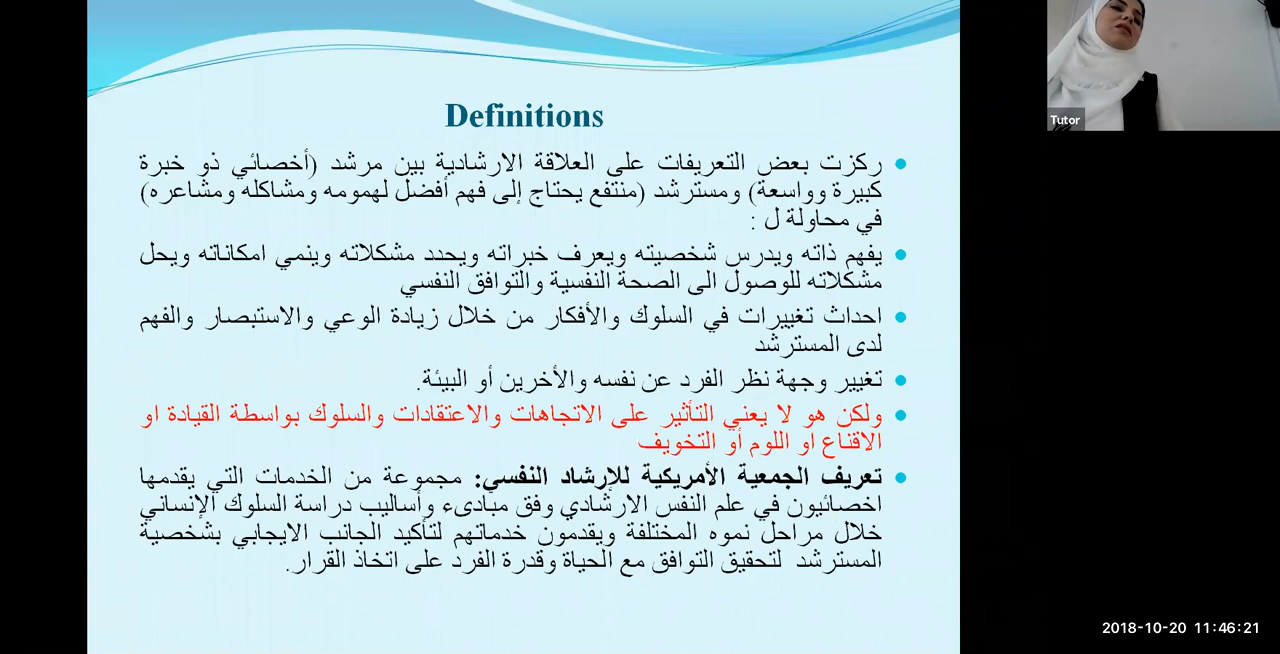 Definitions
ركزت بعض التعريفات على العلاقة الارشادية بين مرشد (أخصائي ذو خبرة
كبيرة وواسعة) ومسترشد (منتفع يحتاج إلى فهم أفضل لهمومه ومشاكله ومشاعره)
في محاولة ل :
يفهم ذاته ويدرس شخصيته ويعرف خبراته ويحدد مشكلاته وينمي امكاناته ويحل
مشكلاته للوصول الى الصحة النفسية والتوافق النفسي
احداث تغييرات في السلوك والأفكار من خلال زيادة الوعي والاستبصار والفهم
لدى المسترشد
تغيير وجهة نظر الفرد عن نفسه والأخرين أو البيئة.
ولكن هو لا يعني التأثير على الاتجاهات والاعتقادات والسلوك بواسطة القيادة او
الاقناع او اللوم أو التخويف
تعريف الجمعية الأمريكية للإرشاد النفسي: مجموعة من الخدمات التي يقدمها
اخصائيون في علم النفس الارشادي وفق مبادىء وأساليب دراسة السلوك الإنساني
خلال مراحل نموه المختلفة ويقدمون خدماتهم لتأكيد الجانب الايجابي بشخصية
المسترشد لتحقيق التوافق مع الحياة وقدرة الفرد على اتخاذ القرار.
Tutor
2018-10-20 11:46:21